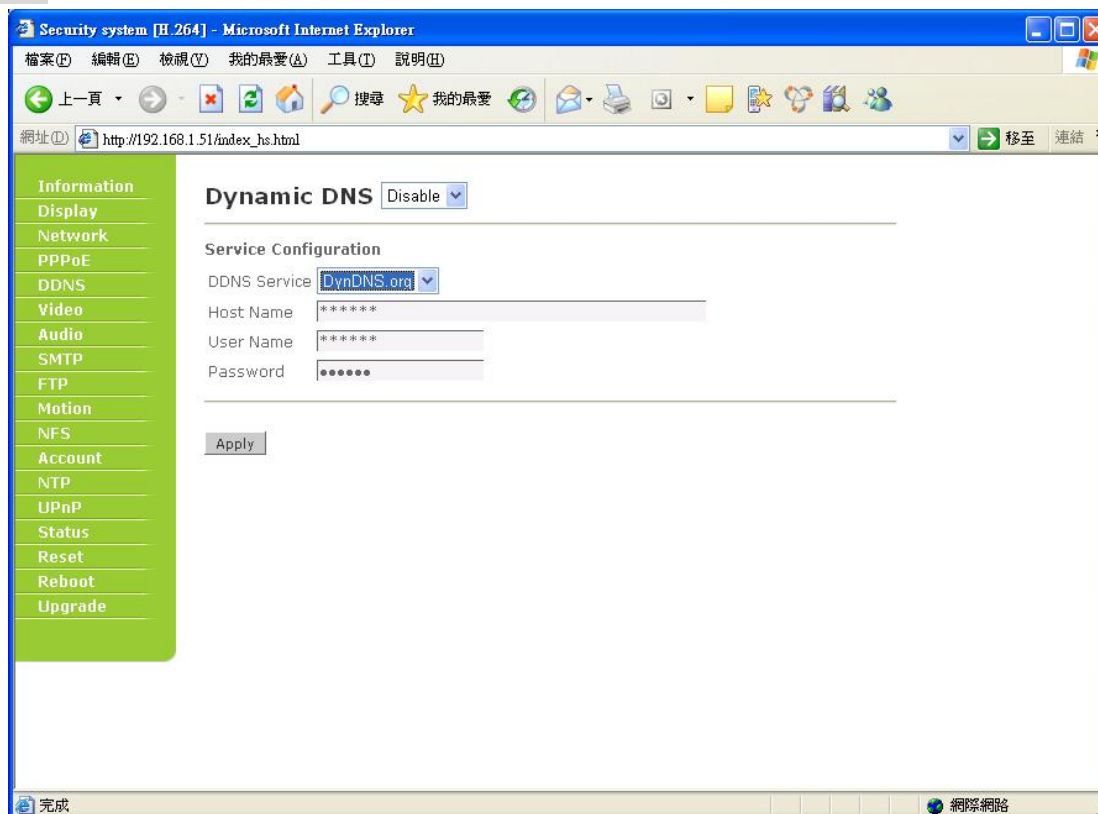 Security system [H.264] - Microsoft Internet Explorer
檔案(F) 編輯(E) 檢視(V) 我的最愛(A) 工具(T) 說明(H)
上一頁 搜尋 我的最愛
網址(D) http://192.168.1.51/index_hs.html 移至 連結
Information
Display
Network
PPPoE
DDNS
Video
Audio
SMTP
FTP
Motion
NFS
Account
NTP
UPnP
Status
Reset
Reboot
Upgrade
Dynamic DNS Disable
Service Configuration
DDNS Service DynDNS.org
Host Name ******
User Name ******
Password ●●●●●●
Apply
完成 網際網路